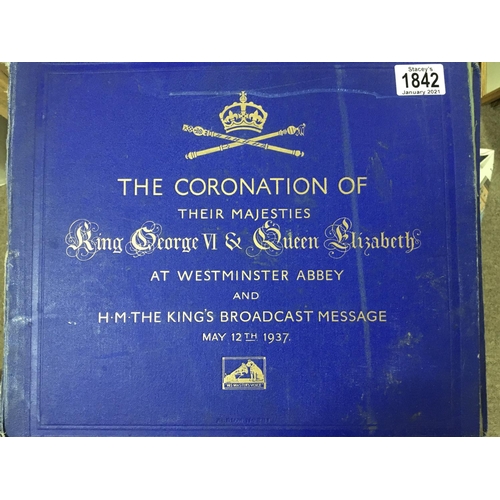 Stacey's
1842
January 2021
THE CORONATION OF
THEIR MAJESTIES
King George VI & Queen Elizabeth
AT WESTMINSTER ABBEY
AND
H·M·THE KING'S BROADCAST MESSAGE
MAY 12TH 1937.
"HIS MASTER'S VOICE"